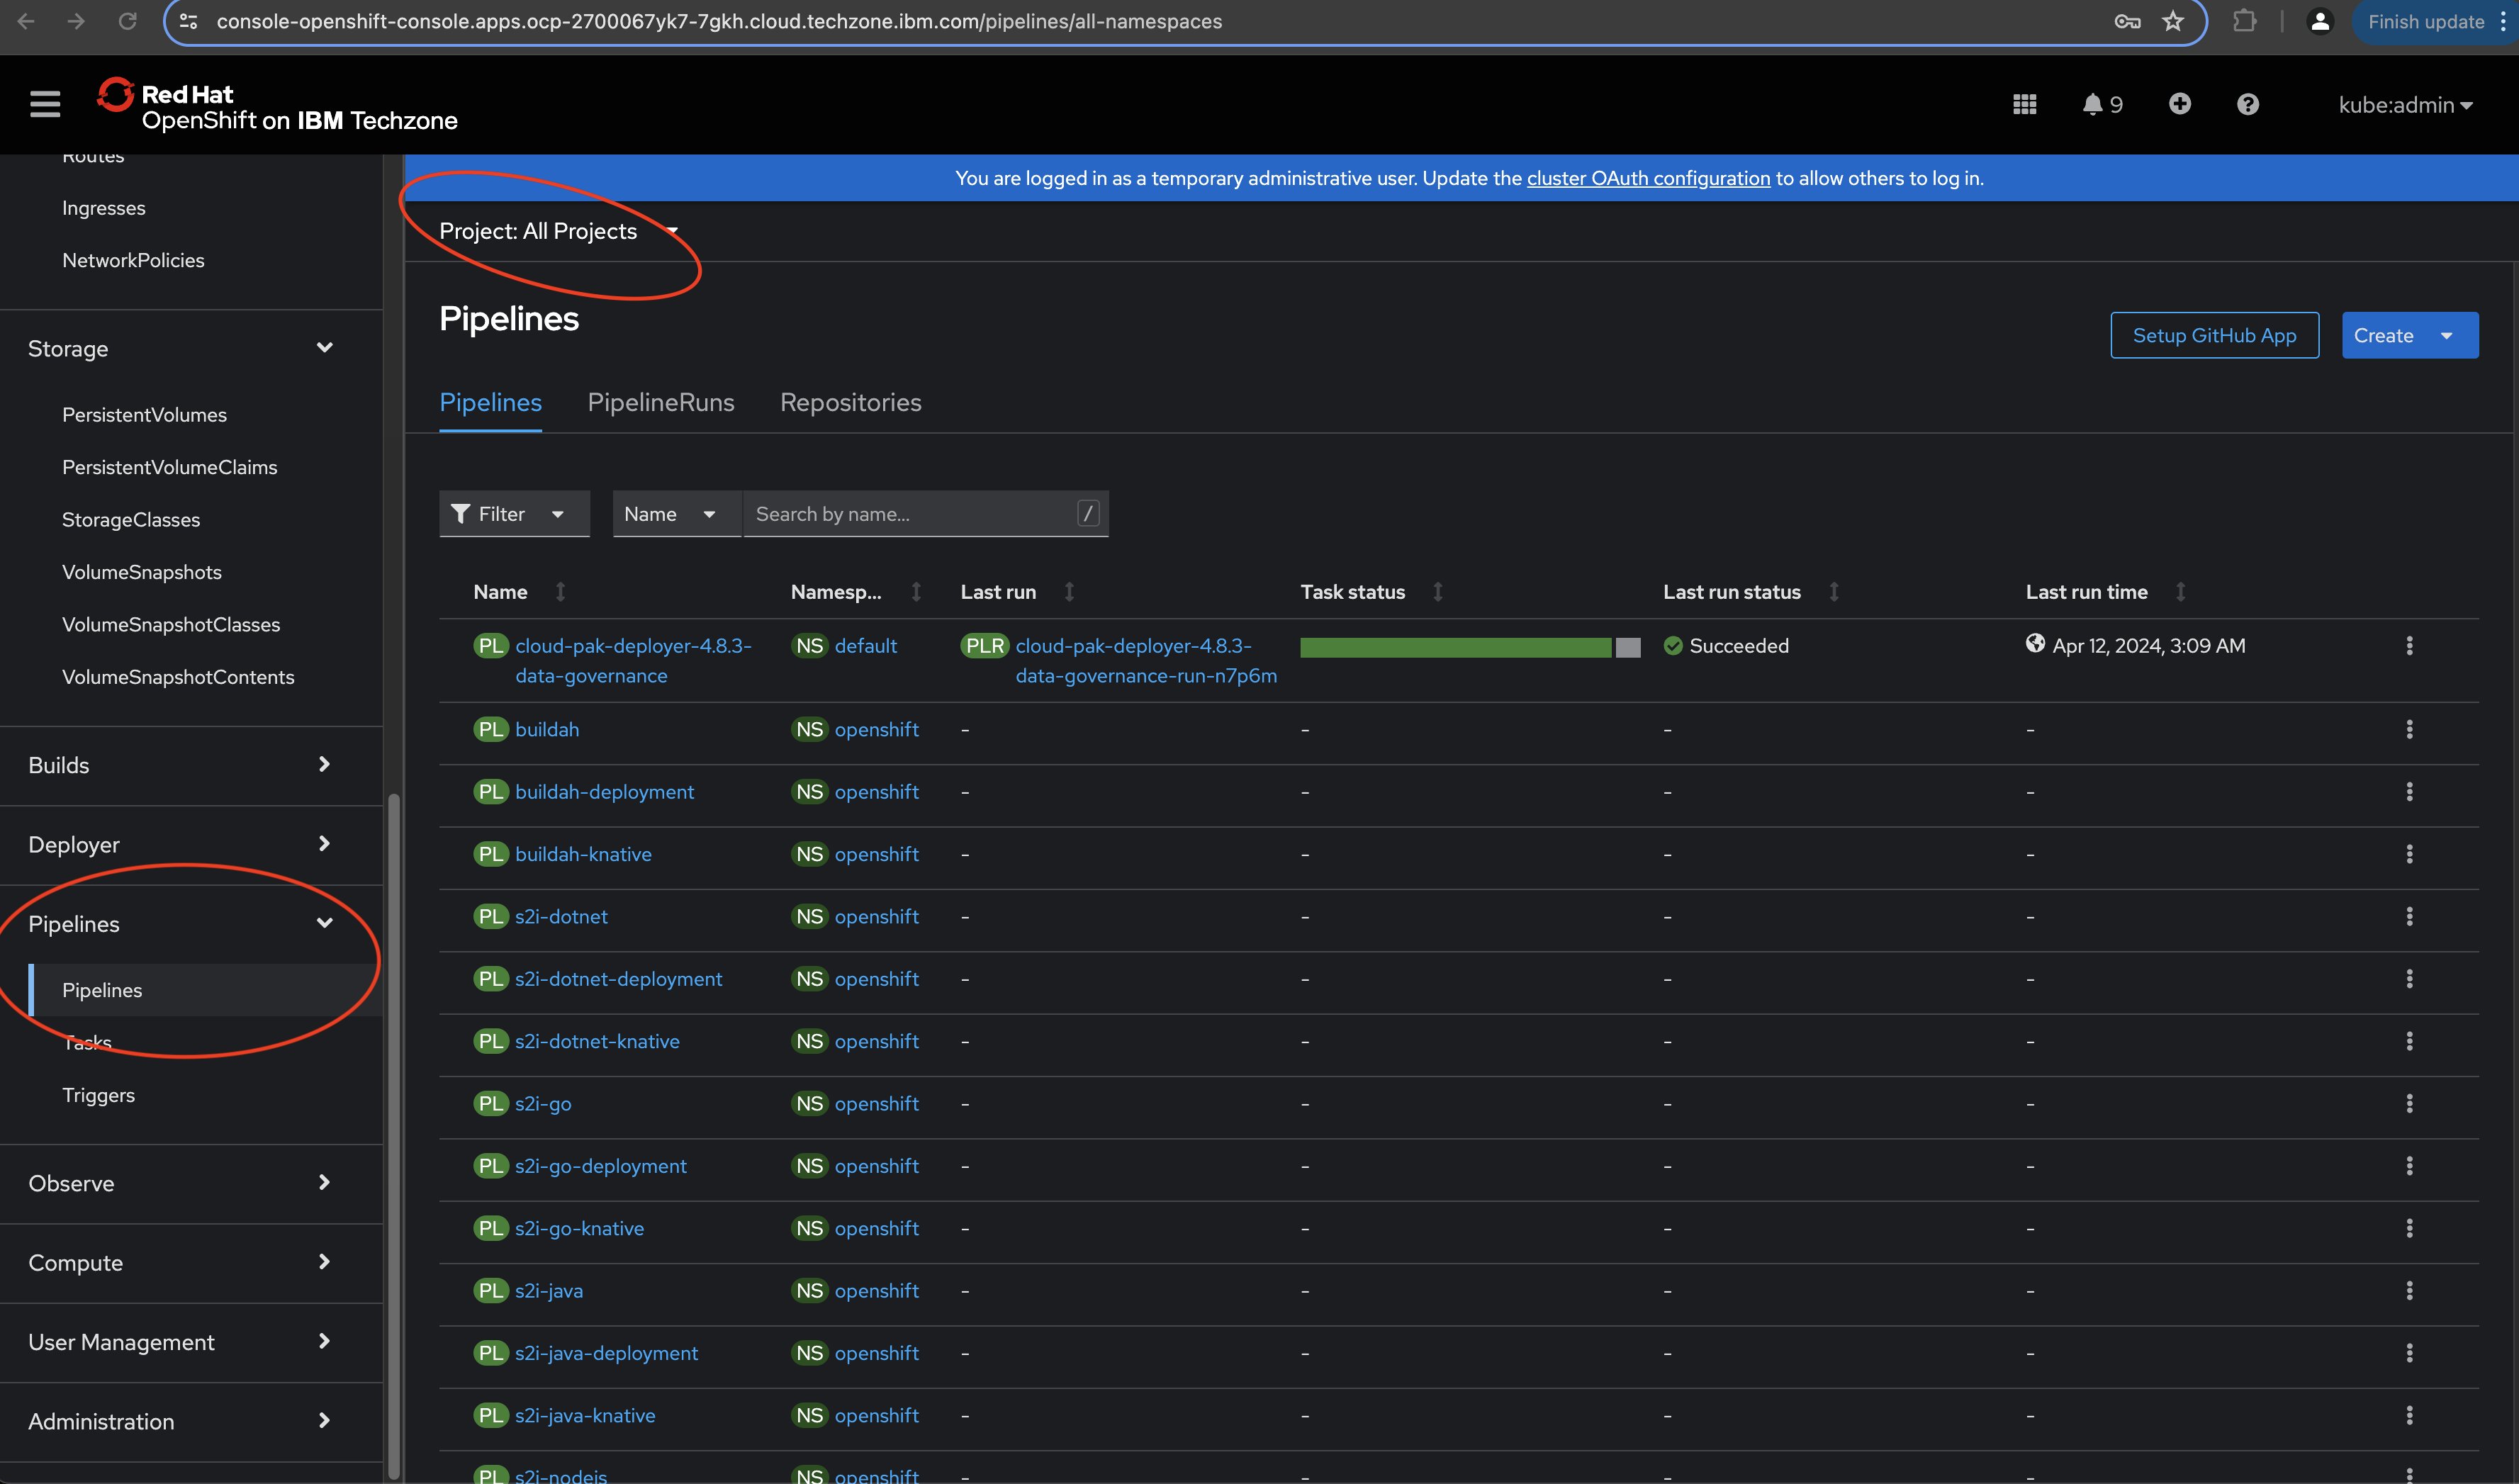 console-openshift-console.apps.ocp-2700067yk7-7gkh.cloud.techzone.ibm.com/pipelines/all-namespaces
Finish update
Red Hat
OpenShift on IBM Techzone
9
kube:admin
Routes
Ingresses
NetworkPolicies
Storage
PersistentVolumes
PersistentVolumeClaims
StorageClasses
VolumeSnapshots
VolumeSnapshotClasses
VolumeSnapshotContents
Builds
Deployer
Pipelines
Pipelines
Tasks
Triggers
Observe
Compute
User Management
Administration
You are logged in as a temporary administrative user. Update the cluster OAuth configuration to allow others to log in.
Project: All Projects
Pipelines
Setup GitHub App
Create
Pipelines PipelineRuns Repositories
Filter Name Search by name... /
Name Namesp... Last run Task status Last run status Last run time
PL cloud-pak-deployer-4.8.3- NS default PLR cloud-pak-deployer-4.8.3- Succeeded Apr 12, 2024, 3:09 AM
data-governance data-governance-run-n7p6m
PL buildah NS openshift - - - -
PL buildah-deployment NS openshift - - - -
PL buildah-knative NS openshift - - - -
PL s2i-dotnet NS openshift - - - -
PL s2i-dotnet-deployment NS openshift - - - -
PL s2i-dotnet-knative NS openshift - - - -
PL s2i-go NS openshift - - - -
PL s2i-go-deployment NS openshift - - - -
PL s2i-go-knative NS openshift - - - -
PL s2i-java NS openshift - - - -
PL s2i-java-deployment NS openshift - - - -
PL s2i-java-knative NS openshift - - - -
PL s2i-nodejs NS openshift - - - -